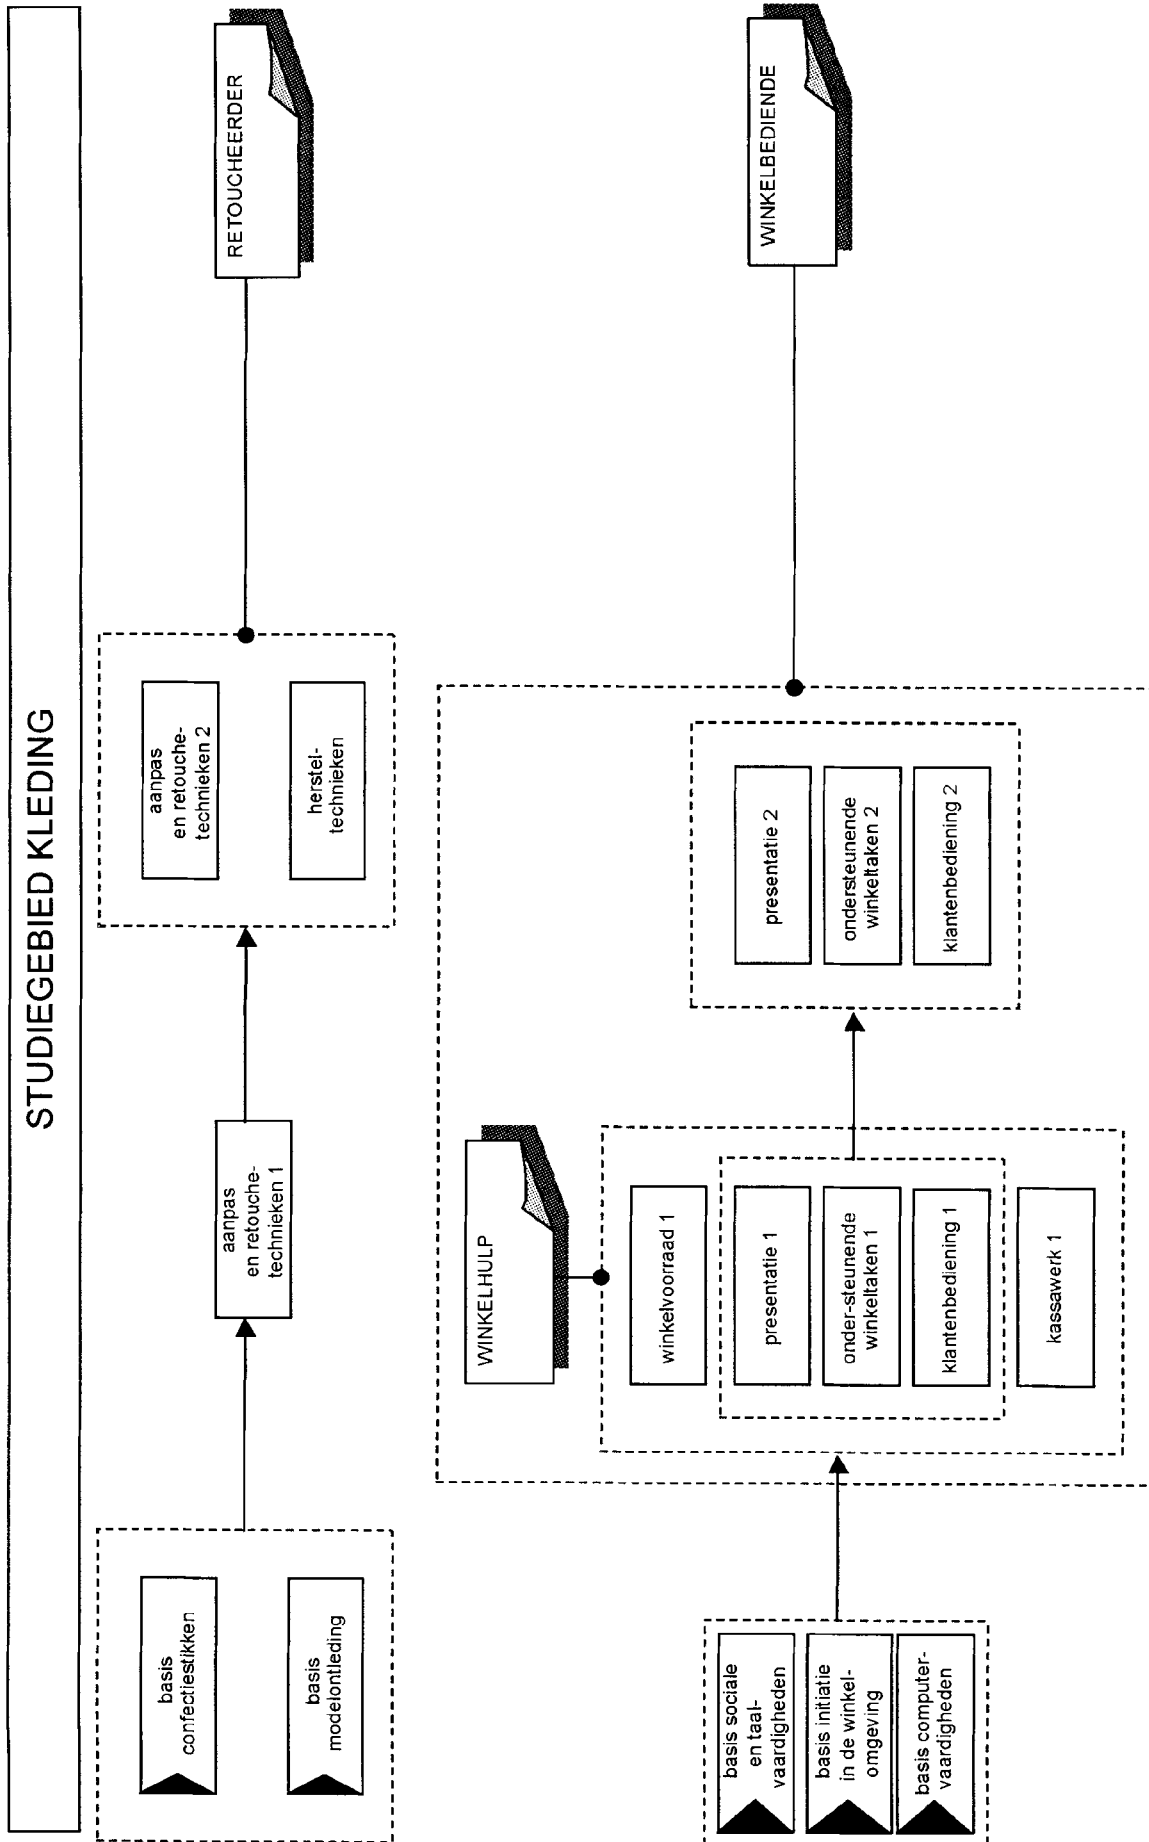 STUDIEGEBIED KLEDING
basis
confectiestikken
basis
modelontleding
aanpas
en retouche-
technieken 1
aanpas
en retouche-
technieken 2
herstel-
technieken
RETOUCHEERDER
basis sociale
en taal-
vaardigheden
basis initiatie
in de winkel-
omgeving
basis computer-
vaardigheden
WINKELHULP
winkelvoorraad 1
presentatie 1
onder-steunende
winkeltaken 1
klantenbediening 1
kassawerk 1
presentatie 2
ondersteunende
winkeltaken 2
klantenbediening 2
WINKELBEDIENDE